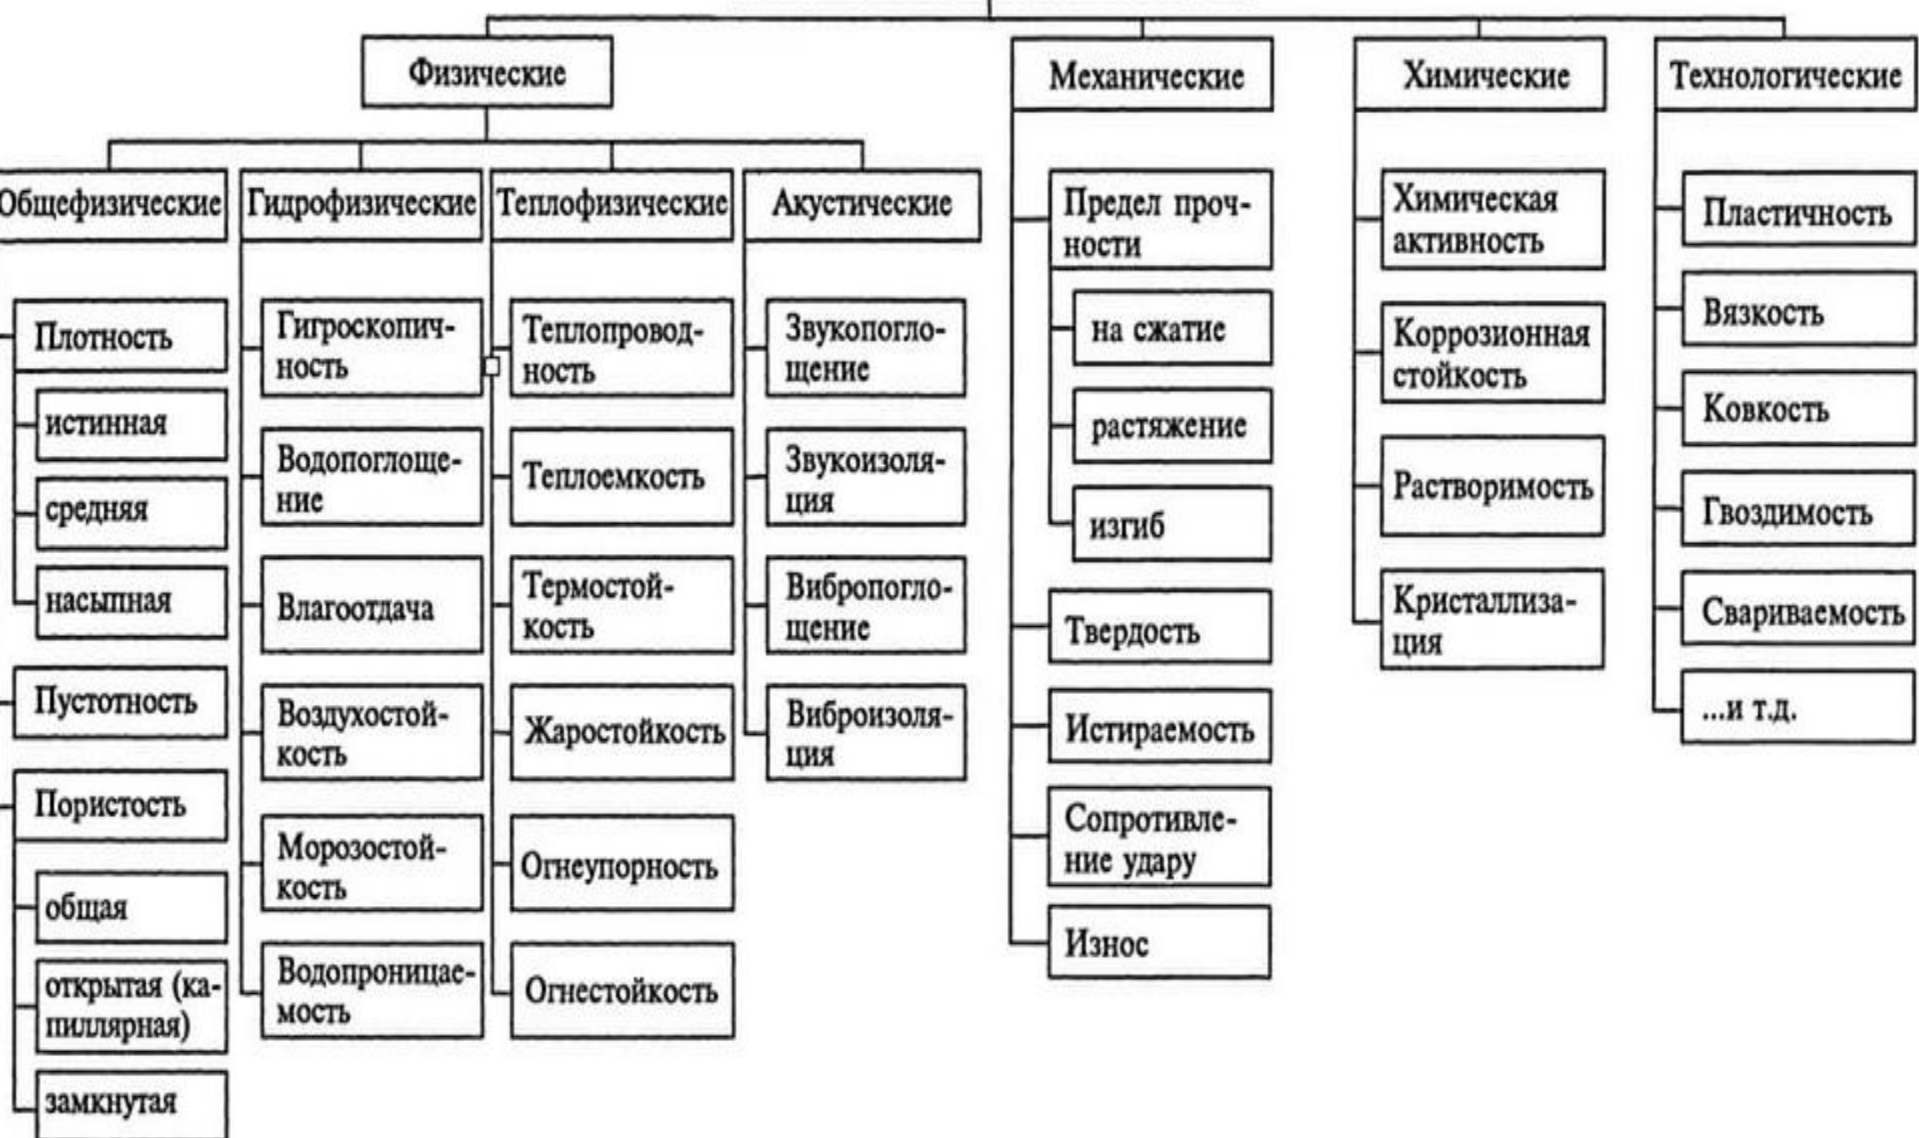 Физические
Механические
Химические
Технологические
Общефизические
Гидрофизические
Теплофизические
Акустические
Плотность
истинная
средняя
насыпная
Пустотность
Пористость
общая
открытая (ка-
пиллярная)
замкнутая
Гигроскопич-
ность
Водопоглоще-
ние
Влагоотдача
Воздухостой-
кость
Морозостой-
кость
Водопроницае-
мость
Теплопровод-
ность
Теплоемкость
Термостой-
кость
Жаростойкость
Огнеупорность
Огнестойкость
Звукопогло-
щение
Звукоизоля-
ция
Вибропогло-
щение
Виброизоля-
ция
Предел проч-
ности
на сжатие
растяжение
изгиб
Твердость
Истираемость
Сопротивле-
ние удару
Износ
Химическая
активность
Коррозионная
стойкость
Растворимость
Кристаллиза-
ция
Пластичность
Вязкость
Ковкость
Гвоздимость
Свариваемость
...и т.д.